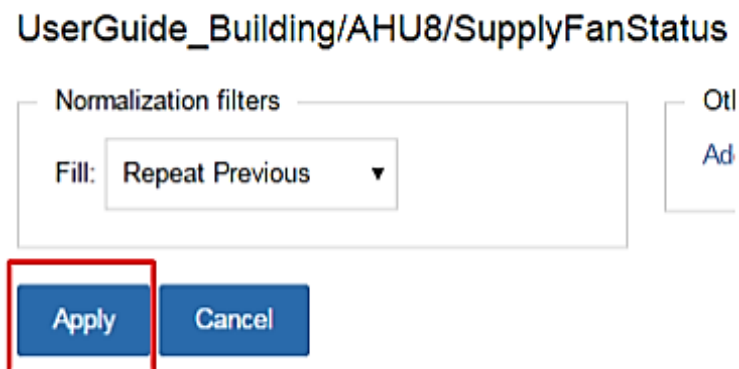 UserGuide_Building/AHU8/SupplyFanStatus
Normalization filters
Fill: Repeat Previous
Apply Cancel